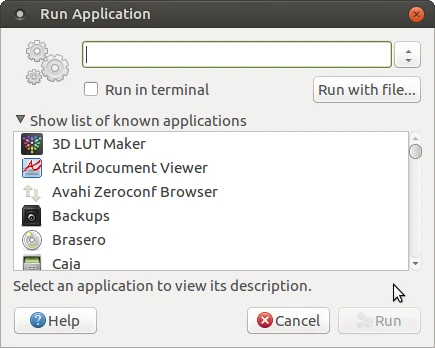 Run Application
Run in terminal
Run with file...
Show list of known applications
3D LUT Maker
Atril Document Viewer
Avahi Zeroconf Browser
Backups
Brasero
Caja
Select an application to view its description.
Help
Cancel
Run